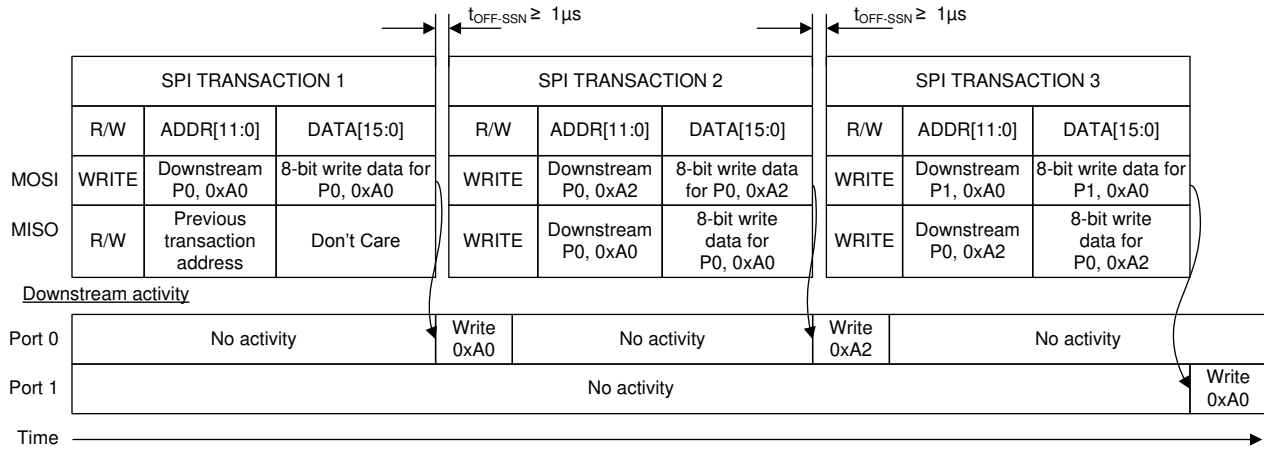 tOFF-SSN ≥ 1µs tOFF-SSN ≥ 1µs
SPI TRANSACTION 1 SPI TRANSACTION 2 SPI TRANSACTION 3
R/W ADDR[11:0] DATA[15:0] R/W ADDR[11:0] DATA[15:0] R/W ADDR[11:0] DATA[15:0]
MOSI WRITE Downstream P0, 0xA0 8-bit write data for P0, 0xA0 WRITE Downstream P0, 0xA2 8-bit write data for P0, 0xA2 WRITE Downstream P1, 0xA0 8-bit write data for P1, 0xA0
MISO R/W Previous transaction address Don't Care WRITE Downstream P0, 0xA0 8-bit write data for P0, 0xA0 WRITE Downstream P0, 0xA2 8-bit write data for P0, 0xA2
Downstream activity
Port 0 No activity Write 0xA0 No activity Write 0xA2 No activity
Port 1 No activity Write 0xA0
Time